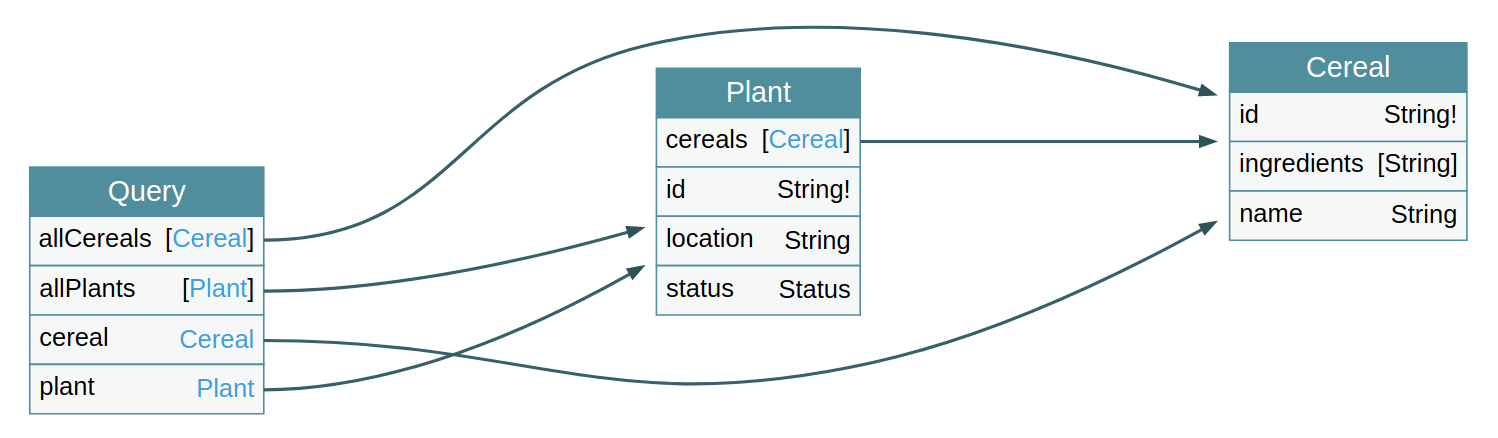 Query
allCereals [Cereal]
allPlants [Plant]
cereal Cereal
plant Plant
Plant
cereals [Cereal]
id String!
location String
status Status
Cereal
id String!
ingredients [String]
name String